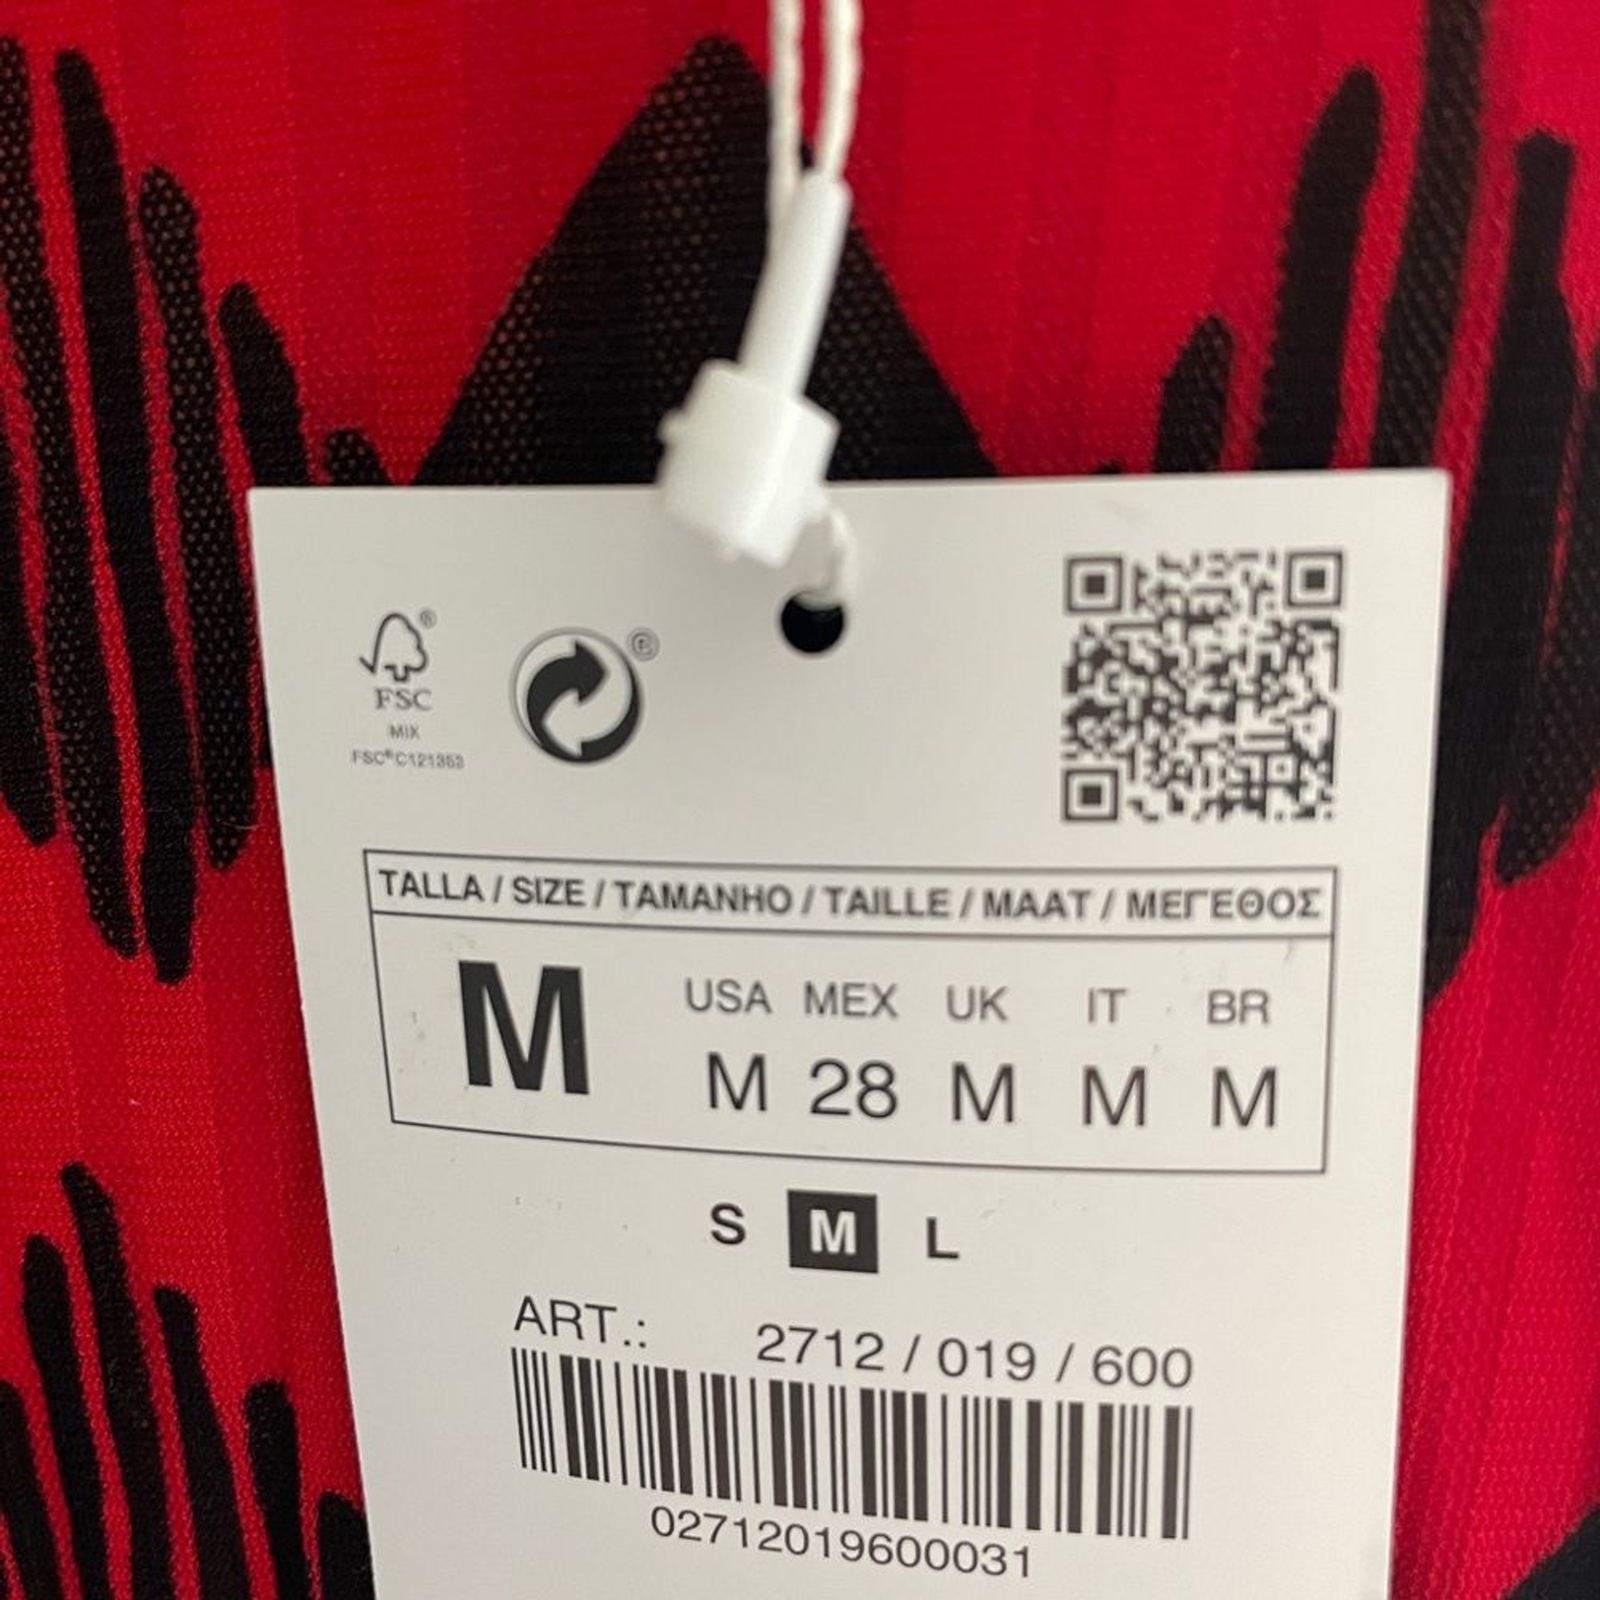 FSC®
MIX
FSC®C121353
TALLA / SIZE / TAMANHO / TAILLE / MAAT / ΜΕΓΕΘΟΣ
M
USA MEX UK IT BR
M 28 M M M
S M L
ART.: 2712 / 019 / 600
02712019600031